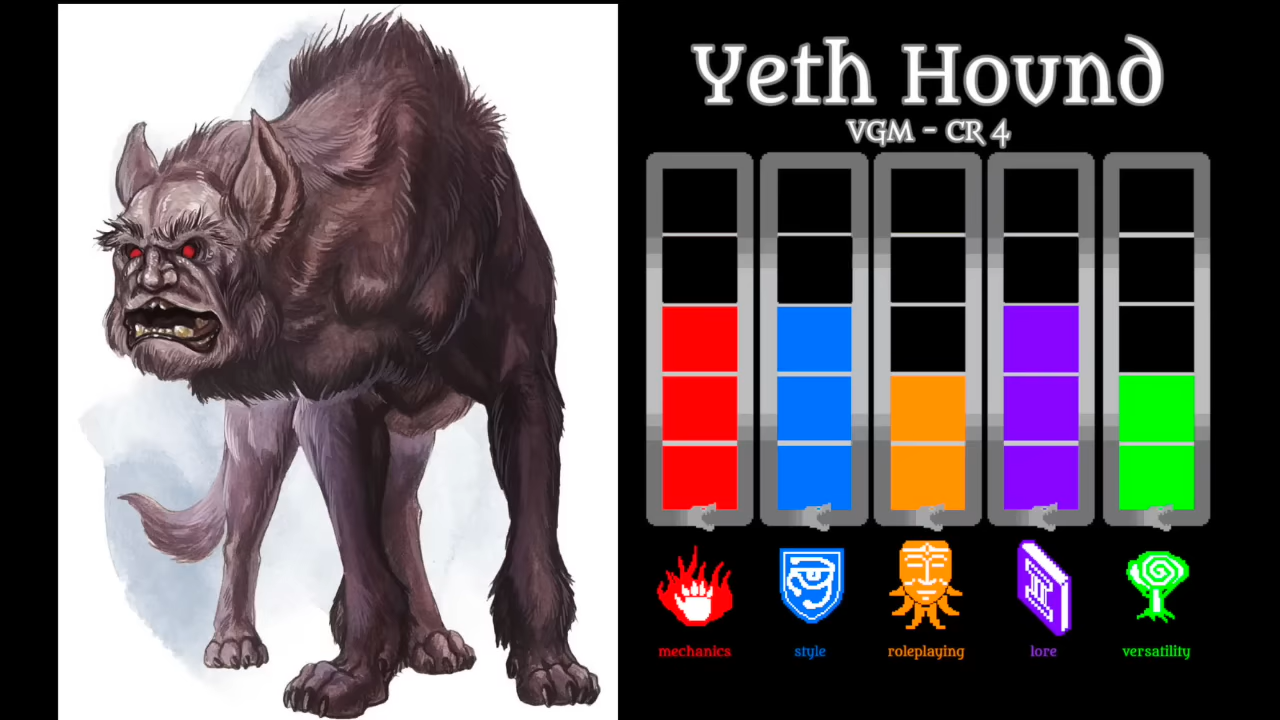 Yeth Hound
VGM - CR 4
mechanics
style
roleplaying
lore
versatility